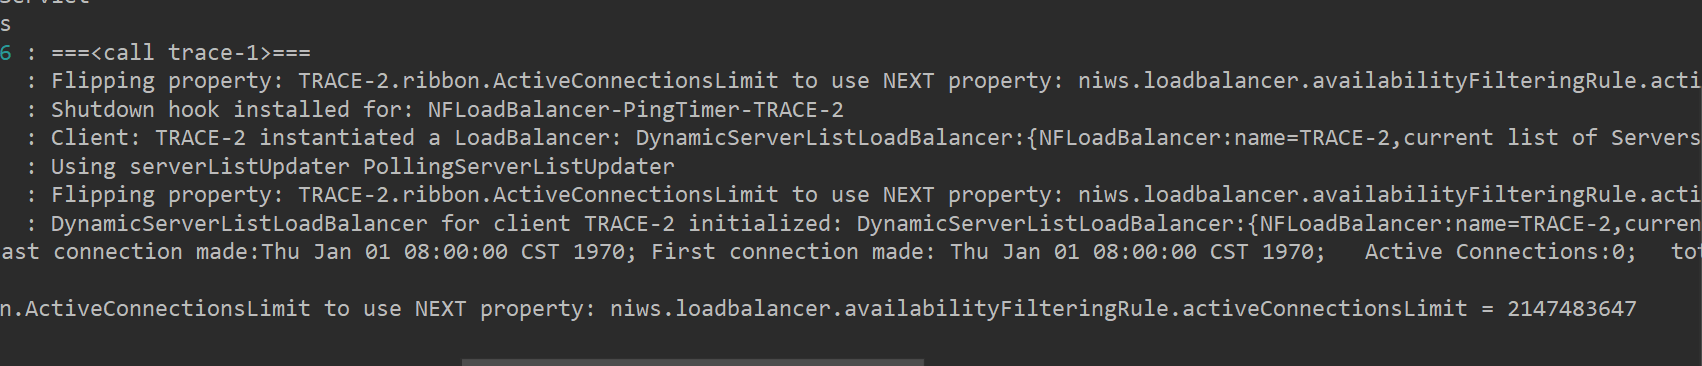 s
6 : ===<call trace-1>===
: Flipping property: TRACE-2.ribbon.ActiveConnectionsLimit to use NEXT property: niws.loadbalancer.availabilityFilteringRule.acti
: Shutdown hook installed for: NFLoadBalancer-PingTimer-TRACE-2
: Client: TRACE-2 instantiated a LoadBalancer: DynamicServerListLoadBalancer:{NFLoadBalancer:name=TRACE-2,current list of Servers
: Using serverListUpdater PollingServerListUpdater
: Flipping property: TRACE-2.ribbon.ActiveConnectionsLimit to use NEXT property: niws.loadbalancer.availabilityFilteringRule.acti
: DynamicServerListLoadBalancer for client TRACE-2 initialized: DynamicServerListLoadBalancer:{NFLoadBalancer:name=TRACE-2,curren
ast connection made:Thu Jan 01 08:00:00 CST 1970; First connection made: Thu Jan 01 08:00:00 CST 1970; Active Connections:0; tot
n.ActiveConnectionsLimit to use NEXT property: niws.loadbalancer.availabilityFilteringRule.activeConnectionsLimit = 2147483647